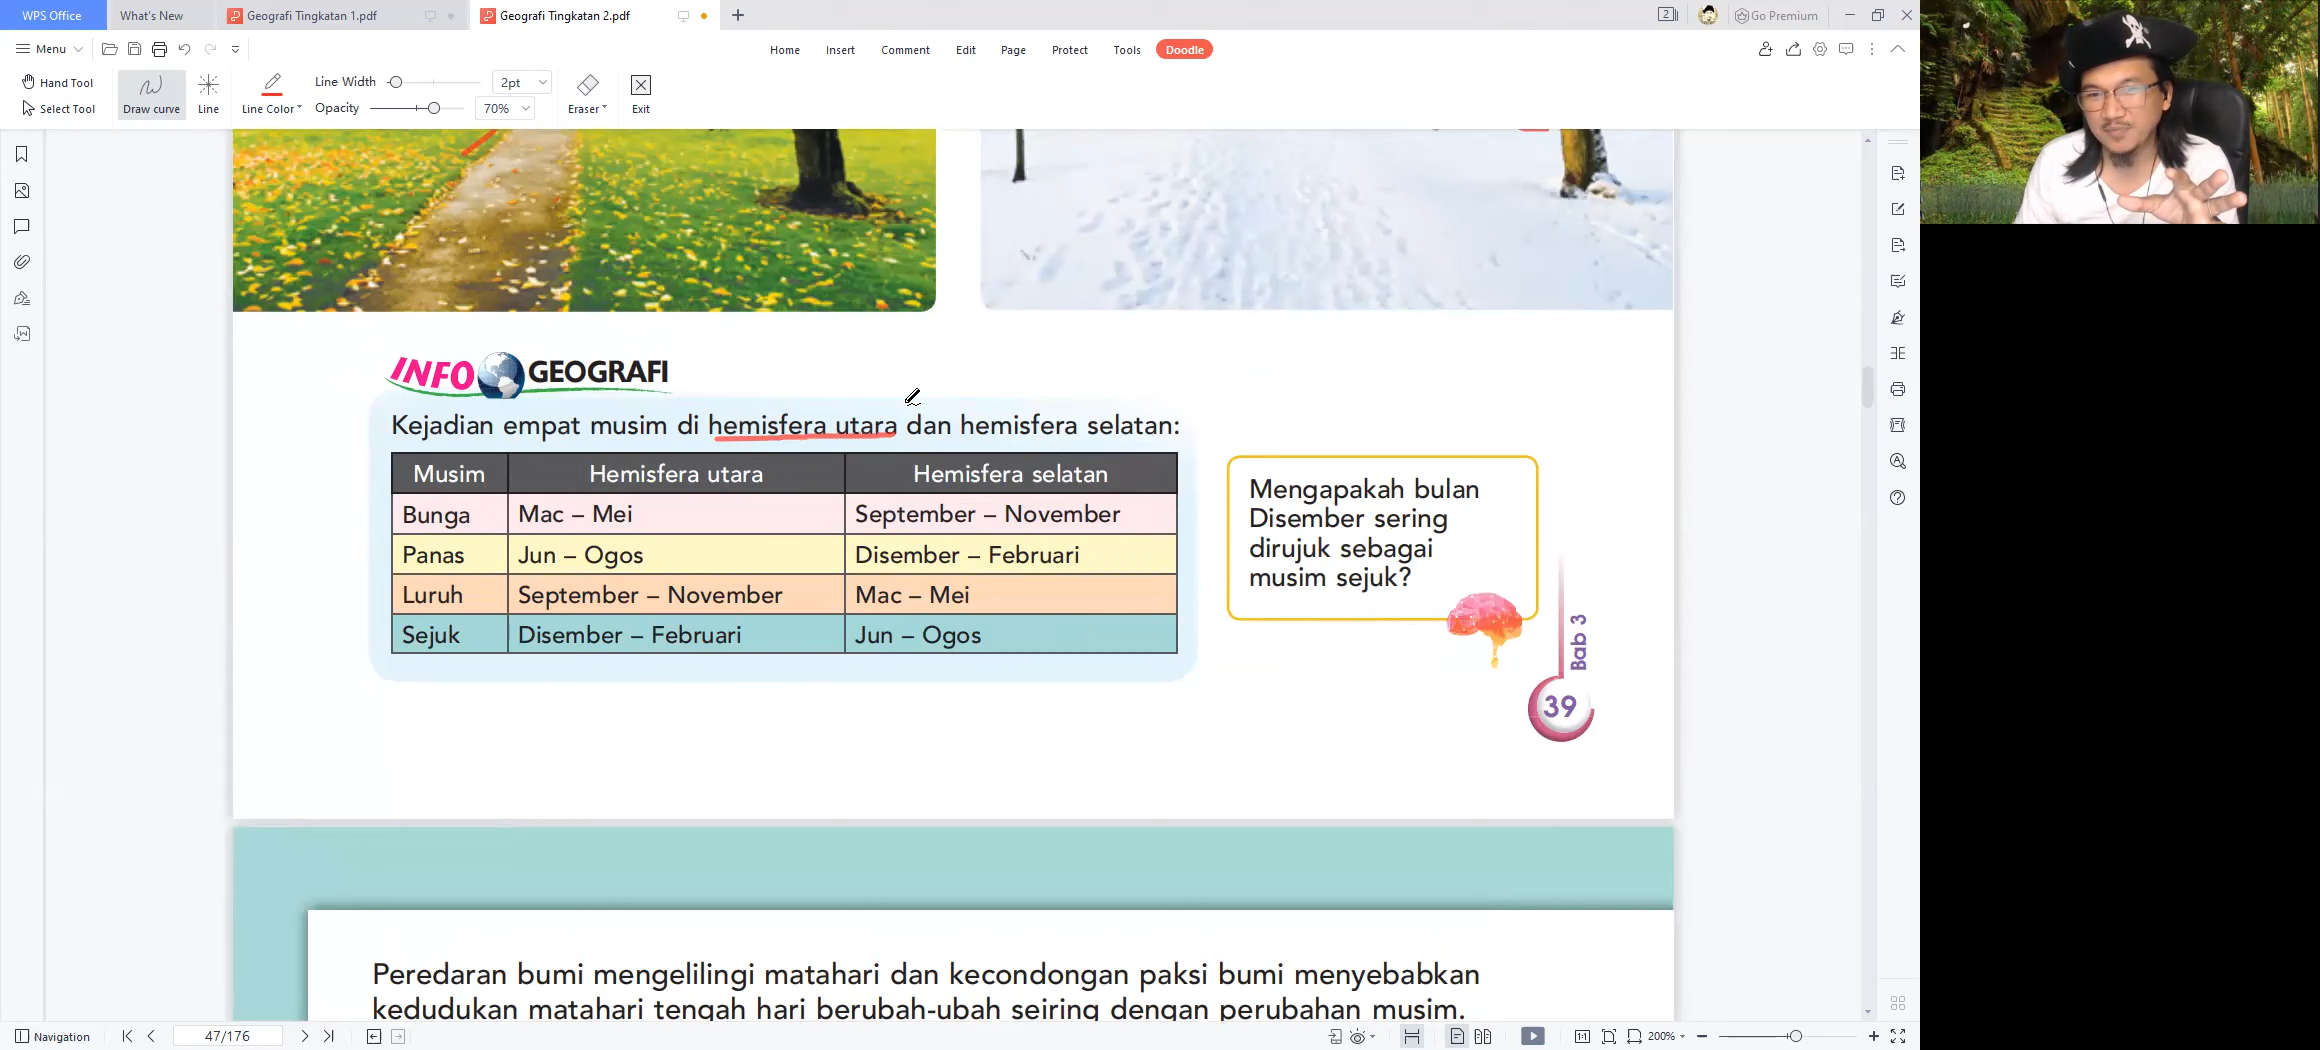 WPS Office What's New Geografi Tingkatan 1.pdf Geografi Tingkatan 2.pdf 2 Go Premium
Menu Home Insert Comment Edit Page Protect Tools Doodle
Hand Tool Line Width 2pt
Select Tool Draw curve Line Line Color Opacity 70% Eraser Exit
INFO GEOGRAFI
Kejadian empat musim di hemisfera utara dan hemisfera selatan:
Musim Hemisfera utara Hemisfera selatan
Bunga Mac – Mei September – November
Panas Jun – Ogos Disember – Februari
Luruh September – November Mac – Mei
Sejuk Disember – Februari Jun – Ogos
Mengapakah bulan
Disember sering
dirujuk sebagai
musim sejuk?
Bab 3
39
Peredaran bumi mengelilingi matahari dan kecondongan paksi bumi menyebabkan
kedudukan matahari tengah hari berubah-ubah seiring dengan perubahan musim.
Navigation 47/176 1:1 200%